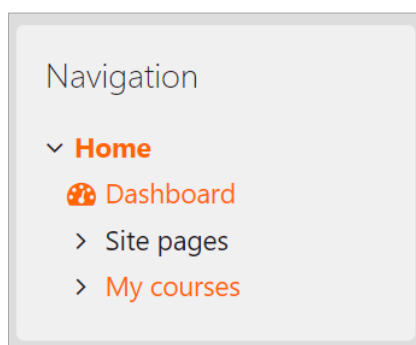 Navigation
Home
Dashboard
Site pages
My courses